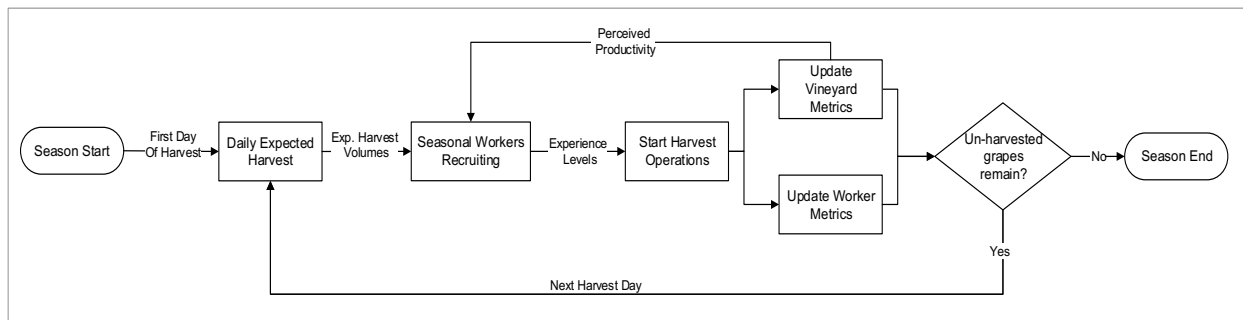 Perceived
Productivity
Update
Vineyard
Metrics
Season Start
First Day
Of Harvest
Daily Expected
Harvest
Exp. Harvest
Volumes
Seasonal Workers
Recruiting
Experience
Levels
Start Harvest
Operations
Un-harvested
grapes
remain?
No
Season End
Update Worker
Metrics
Yes
Next Harvest Day